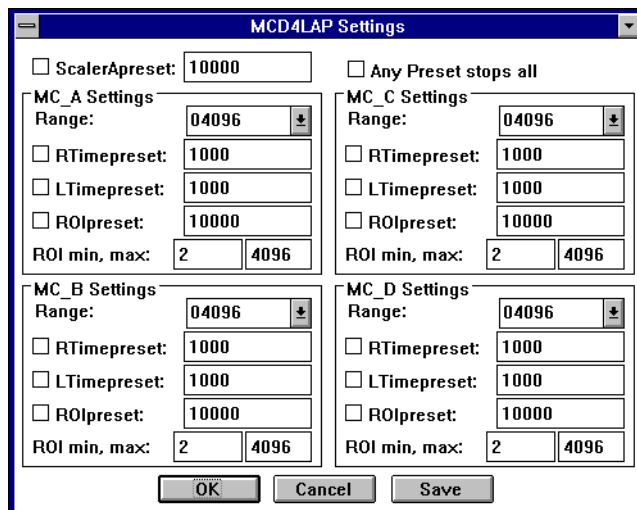 MCD4LAP Settings
ScalerApreset: 10000
Any Preset stops all
MC_A Settings
Range: 04096
RTimepreset: 1000
LTimepreset: 1000
ROIpreset: 10000
ROI min, max: 2 4096
MC_C Settings
Range: 04096
RTimepreset: 1000
LTimepreset: 1000
ROIpreset: 10000
ROI min, max: 2 4096
MC_B Settings
Range: 04096
RTimepreset: 1000
LTimepreset: 1000
ROIpreset: 10000
ROI min, max: 2 4096
MC_D Settings
Range: 04096
RTimepreset: 1000
LTimepreset: 1000
ROIpreset: 10000
ROI min, max: 2 4096
OK Cancel Save